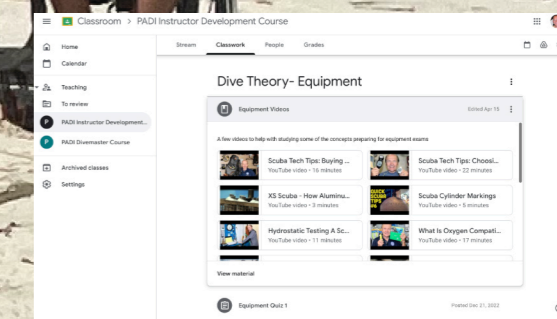 Classroom > PADI Instructor Development Course
Home
Calendar
Teaching
To review
P PADI Instructor Development...
P PADI Divemaster Course
Archived classes
Settings
Stream Classwork People Grades
Dive Theory- Equipment
Equipment Videos Edited Apr 15
A few videos to help with studying some of the concepts preparing for equipment exams
Scuba Tech Tips: Buying ...
YouTube video • 16 minutes
Scuba Tech Tips: Choosi...
YouTube video • 22 minutes
XS Scuba - How Aluminu...
YouTube video • 3 minutes
QUICK SCUBA TIPS
Scuba Cylinder Markings
YouTube video • 5 minutes
Hydrostatic Testing A Sc...
YouTube video • 11 minutes
What Is Oxygen Compati...
YouTube video • 17 minutes
View material
Equipment Quiz 1 Posted Dec 21, 2022